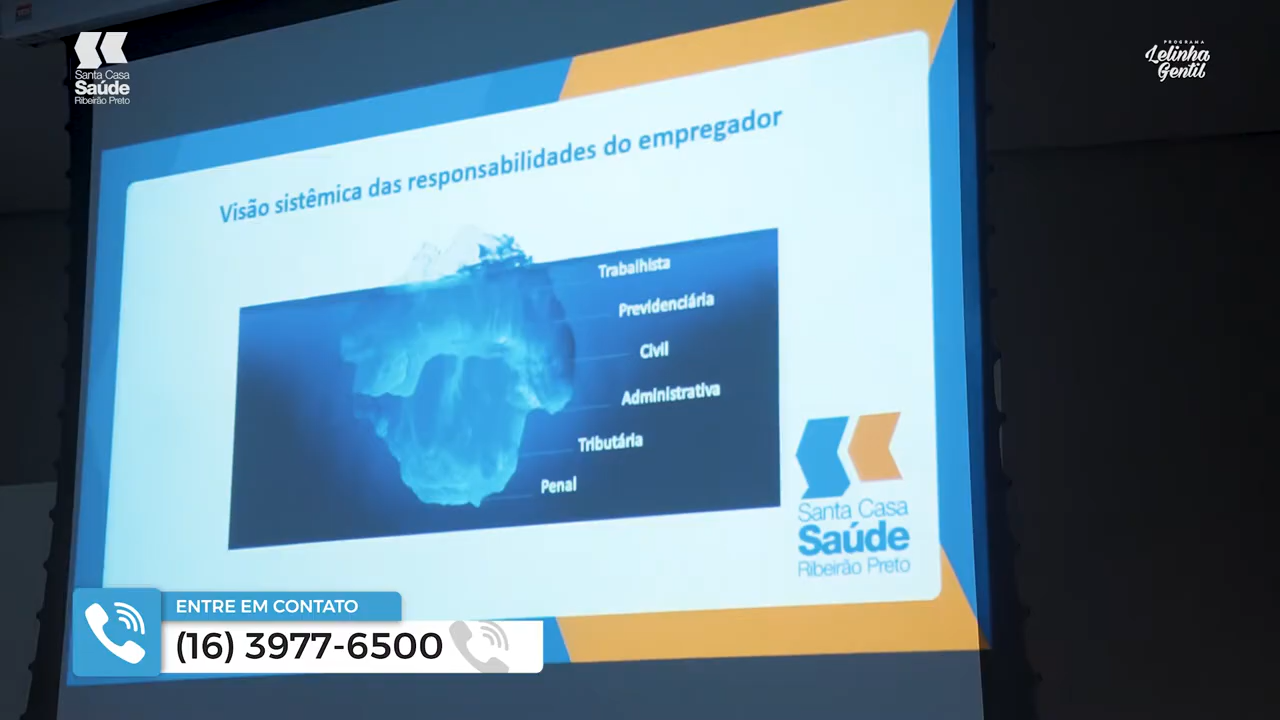 Santa Casa
Saúde
Ribeirão Preto
PROGRAMA
Lelinha
Gentil
Visão sistêmica das responsabilidades do empregador
Trabalhista
Previdenciária
Civil
Administrativa
Tributária
Penal
Santa Casa
Saúde
Ribeirão Preto
ENTRE EM CONTATO
(16) 3977-6500